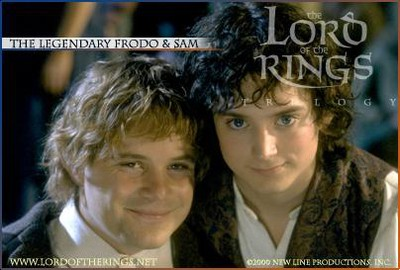 THE LEGENDARY FRODO & SAM
the
LORD
of the
RINGS
TRILOGY
WWW.LORDOFTHERINGS.NET
©2000 NEW LINE PRODUCTIONS, INC.